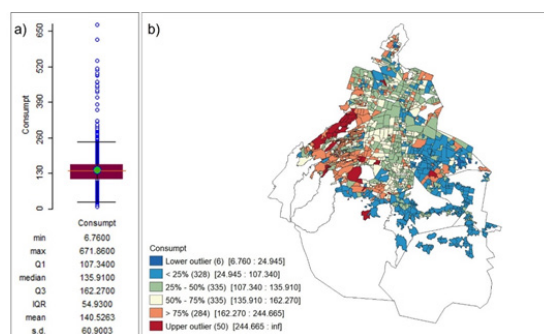 a)
b)
650
520
390
260
130
0
Consumpt
Consumpt
min 6.7600
max 671.8600
Q1 107.3400
median 135.9100
Q3 162.2700
IQR 54.9300
mean 140.5263
s.d. 60.9003
Consumpt
Lower outlier (6) [6.760 : 24.945]
< 25% (328) [24.945 : 107.340]
25% - 50% (335) [107.340 : 135.910]
50% - 75% (335) [135.910 : 162.270]
> 75% (284) [162.270 : 244.665]
Upper outlier (50) [244.665 : inf]